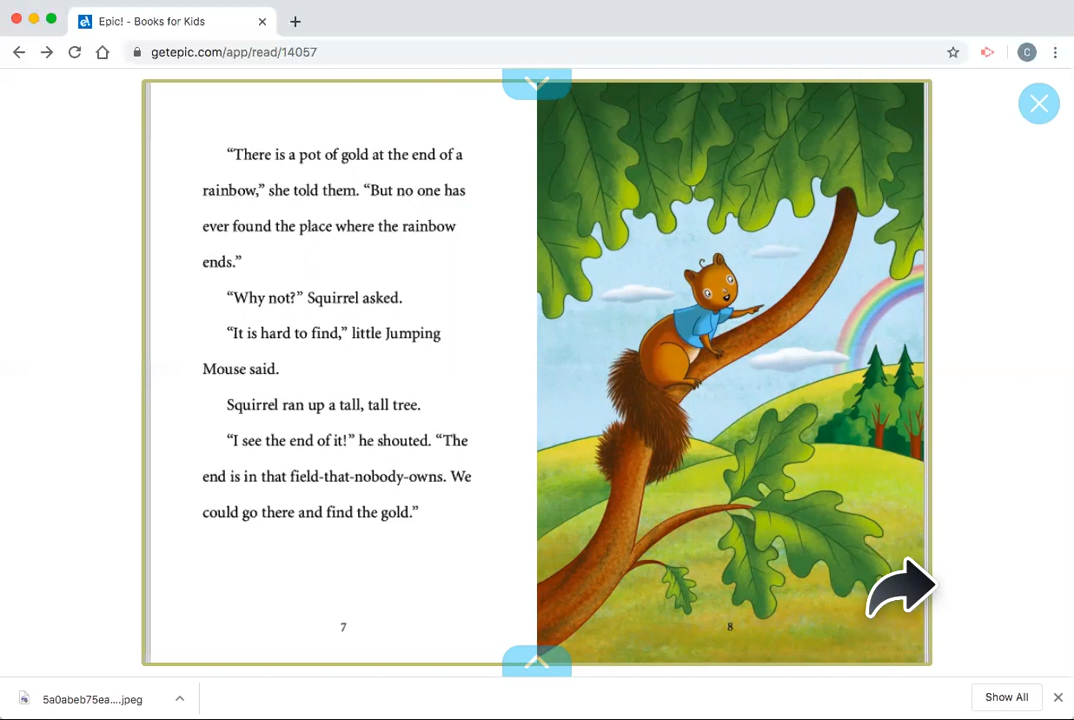 Epic! - Books for Kids
getepic.com/app/read/14057
C
“There is a pot of gold at the end of a
rainbow,” she told them. “But no one has
ever found the place where the rainbow
ends.”
“Why not?” Squirrel asked.
“It is hard to find,” little Jumping
Mouse said.
Squirrel ran up a tall, tall tree.
“I see the end of it!” he shouted. “The
end is in that field-that-nobody-owns. We
could go there and find the gold.”
7
8
5a0abeb75ea....jpeg
Show All